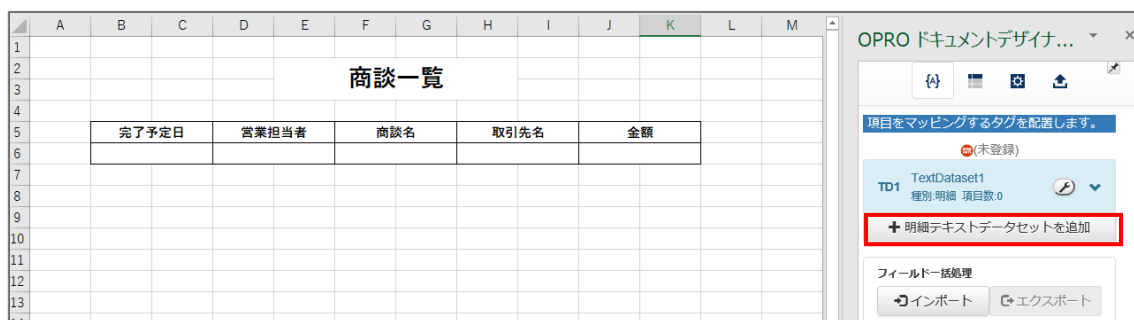 A B C D E F G H I J K L M
OPRO ドキュメントデザイナ...
1
2
商談一覧
3
{A}
項目をマッピングするタグを配置します。
4
5 完了予定日 営業担当者 商談名 取引先名 金額
6
(未登録)
7
TD1 TextDataset1
8
種別:明細 項目数:0
9
10
+ 明細テキストデータセットを追加
11
12
フィールド一括処理
13
インポート エクスポート